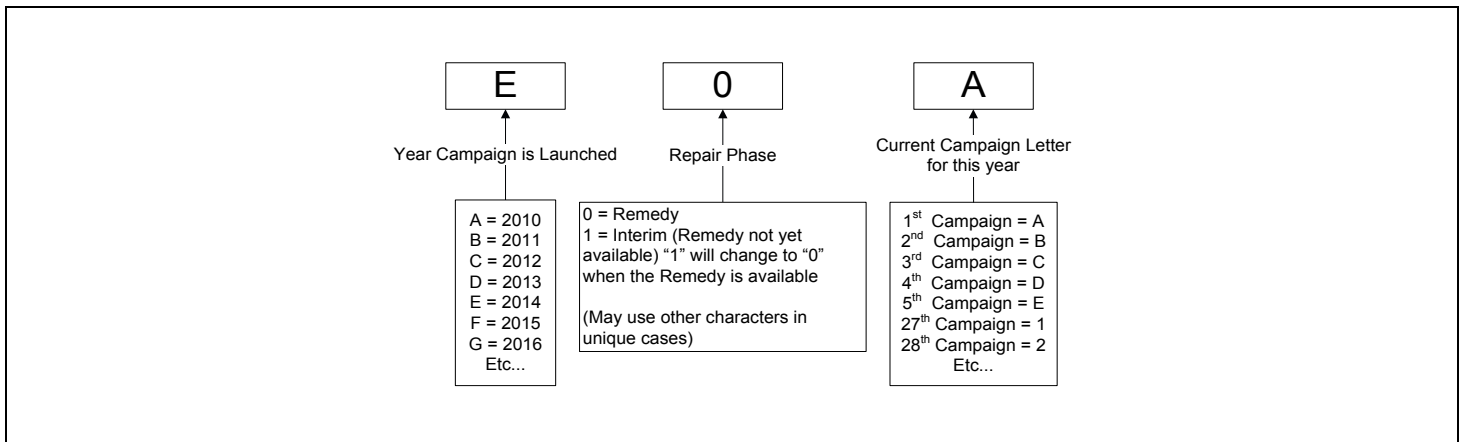 E
0
A
Year Campaign is Launched
Repair Phase
Current Campaign Letter
for this year
A = 2010
B = 2011
C = 2012
D = 2013
E = 2014
F = 2015
G = 2016
Etc...
0 = Remedy
1 = Interim (Remedy not yet
available) “1” will change to “0”
when the Remedy is available
(May use other characters in
unique cases)
1st Campaign = A
2nd Campaign = B
3rd Campaign = C
4th Campaign = D
5th Campaign = E
27th Campaign = 1
28th Campaign = 2
Etc...